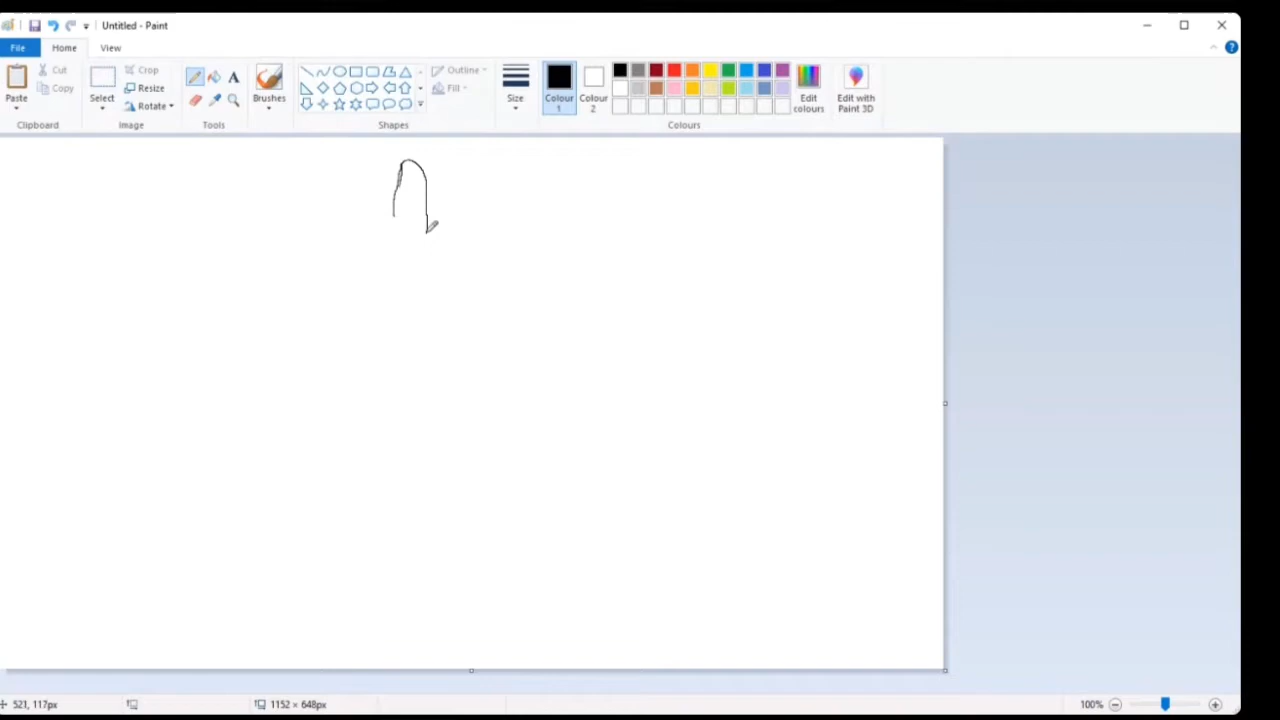 Untitled - Paint
File Home View
Paste Cut Copy Select Crop Resize Rotate A Brushes Outline Fill Size Colour 1 Colour 2 Edit colours Edit with Paint 3D
Clipboard Image Tools Shapes Colours
521, 117px 1152 × 648px 100%